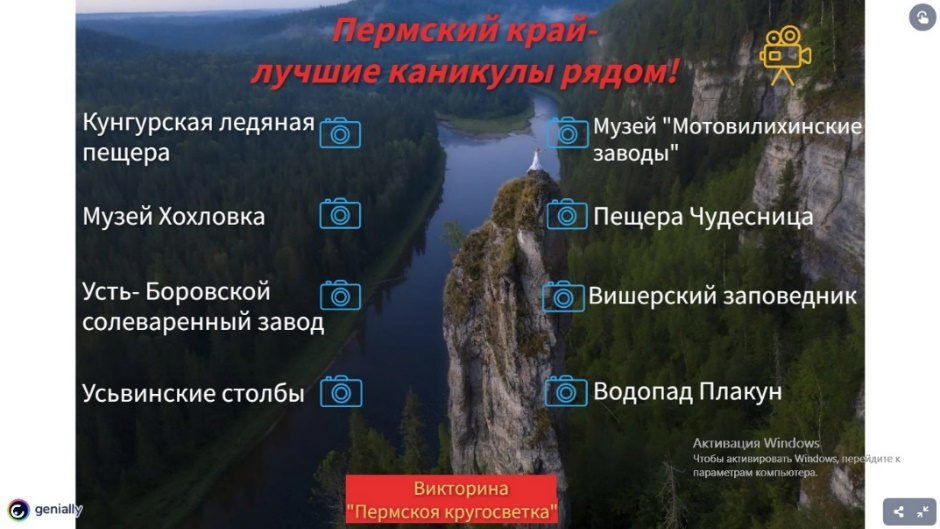 Пермский край-
лучшие каникулы рядом!
Кунгурская ледяная
пещера
Музей Хохловка
Усть- Боровской
солеваренный завод
Усьвинские столбы
Музей "Мотовилихинские
заводы"
Пещера Чудесница
Вишерский заповедник
Водопад Плакун
Викторина
"Пермскоя кругосветка"
Активация Windows
Чтобы активировать Windows, перейдите к
параметрам компьютера.
genially